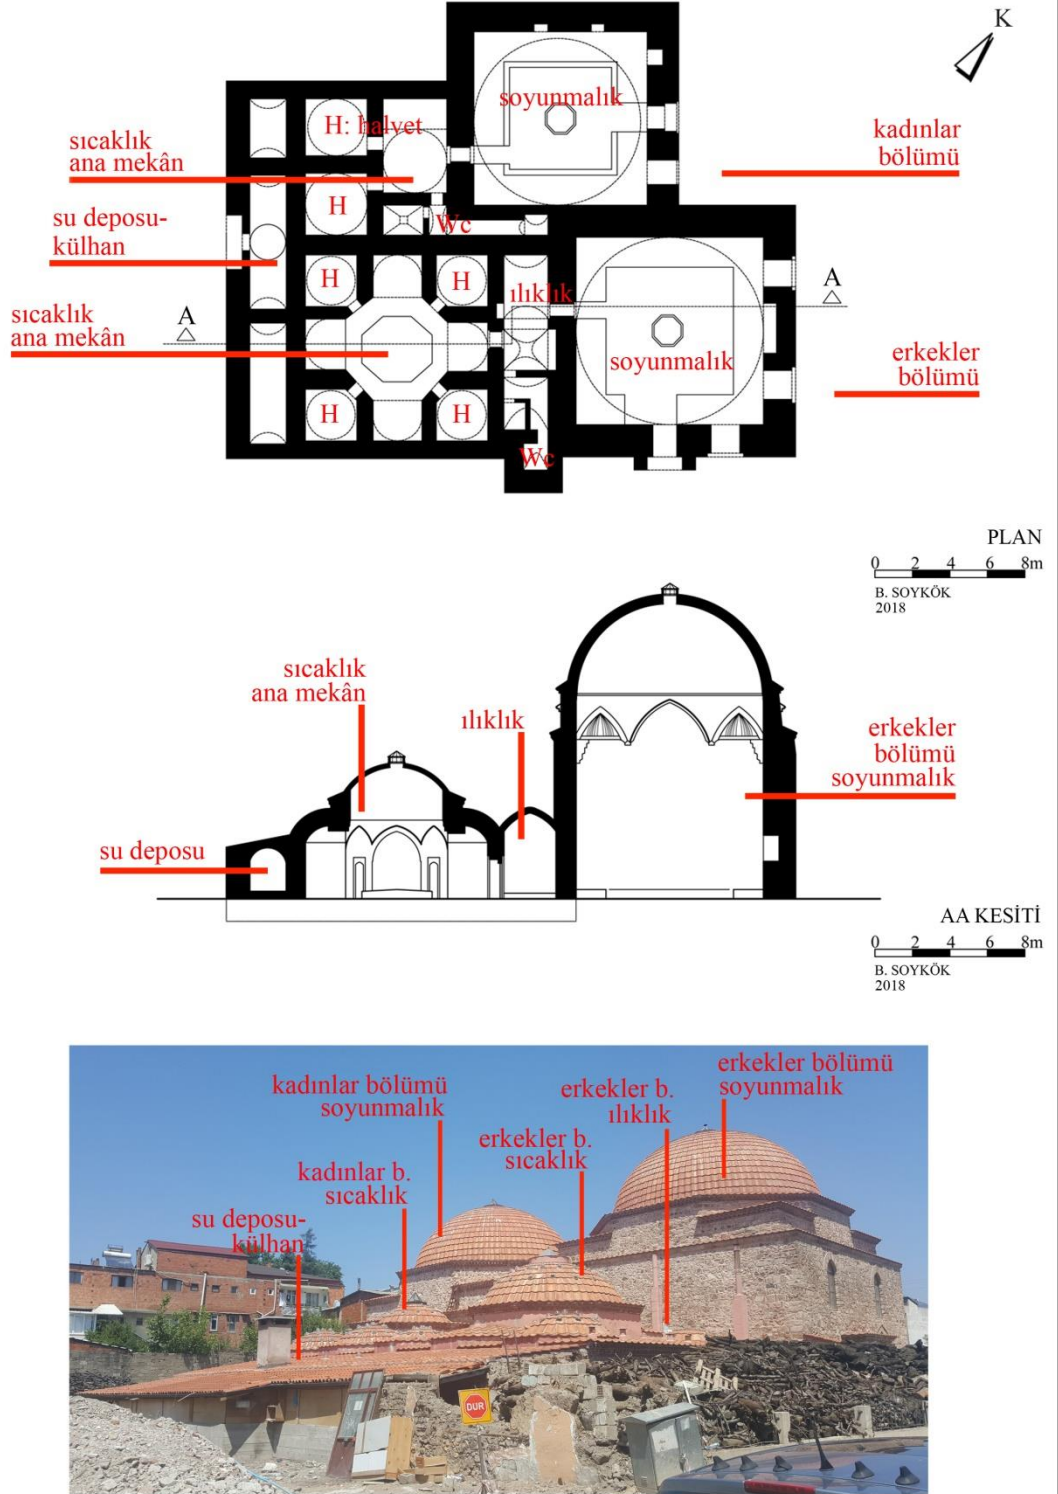 K
soyunmalık
H: halvet
sıcaklık
ana mekân
kadınlar
bölümü
H
Wc
su deposu-
külhan
H
H
ılıklık
sıcaklık
ana mekân
A
A
soyunmalık
erkekler
bölümü
H
H
Wc
PLAN
0 2 4 6 8m
B. SOYKÖK
2018
sıcaklık
ana mekân
ılıklık
erkekler
bölümü
soyunmalık
su deposu
AA KESİTİ
0 2 4 6 8m
B. SOYKÖK
2018
kadınlar bölümü
soyunmalık
erkekler b.
ılıklık
erkekler bölümü
soyunmalık
erkekler b.
sıcaklık
kadınlar b.
sıcaklık
su deposu-
külhan
DUR